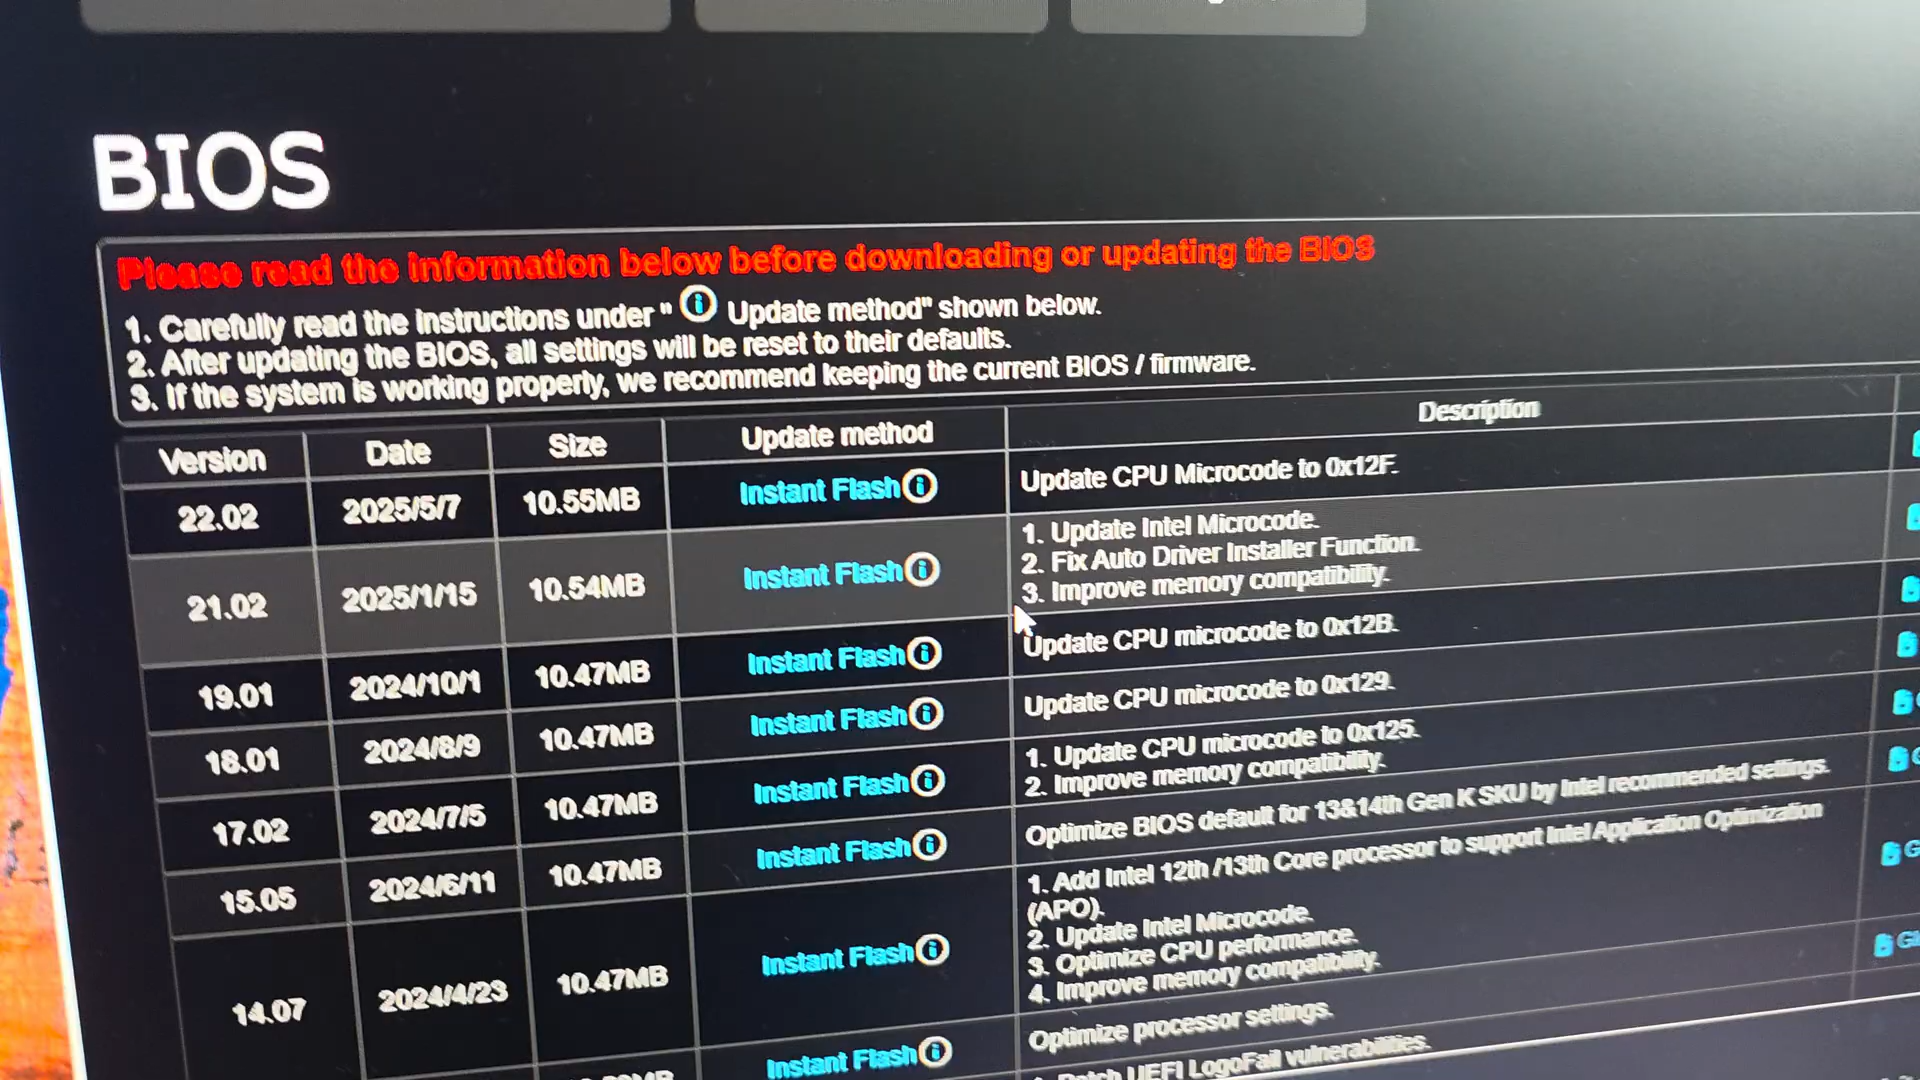 BIOS
Please read the information below before downloading or updating the BIOS
1. Carefully read the instructions under " Update method" shown below.
2. After updating the BIOS, all settings will be reset to their defaults.
3. If the system is working properly, we recommend keeping the current BIOS / firmware.
Version Date Size Update method Description
22.02 2025/5/7 10.55MB Instant Flash Update CPU Microcode to 0x12F.
21.02 2025/1/15 10.54MB Instant Flash 1. Update Intel Microcode.
2. Fix Auto Driver Installer Function.
3. Improve memory compatibility.
19.01 2024/10/1 10.47MB Instant Flash Update CPU microcode to 0x12B.
18.01 2024/8/9 10.47MB Instant Flash Update CPU microcode to 0x129.
17.02 2024/7/5 10.47MB Instant Flash 1. Update CPU microcode to 0x125.
2. Improve memory compatibility.
15.05 2024/6/11 10.47MB Instant Flash Optimize BIOS default for 13&14th Gen K SKU by Intel recommended settings.
14.07 2024/4/23 10.47MB Instant Flash 1. Add Intel 12th /13th Core processor to support Intel Application Optimization
(APO).
2. Update Intel Microcode.
3. Optimize CPU performance.
4. Improve memory compatibility.
Instant Flash Optimize processor settings.
Patch UEFI LogoFail vulnerabilities.